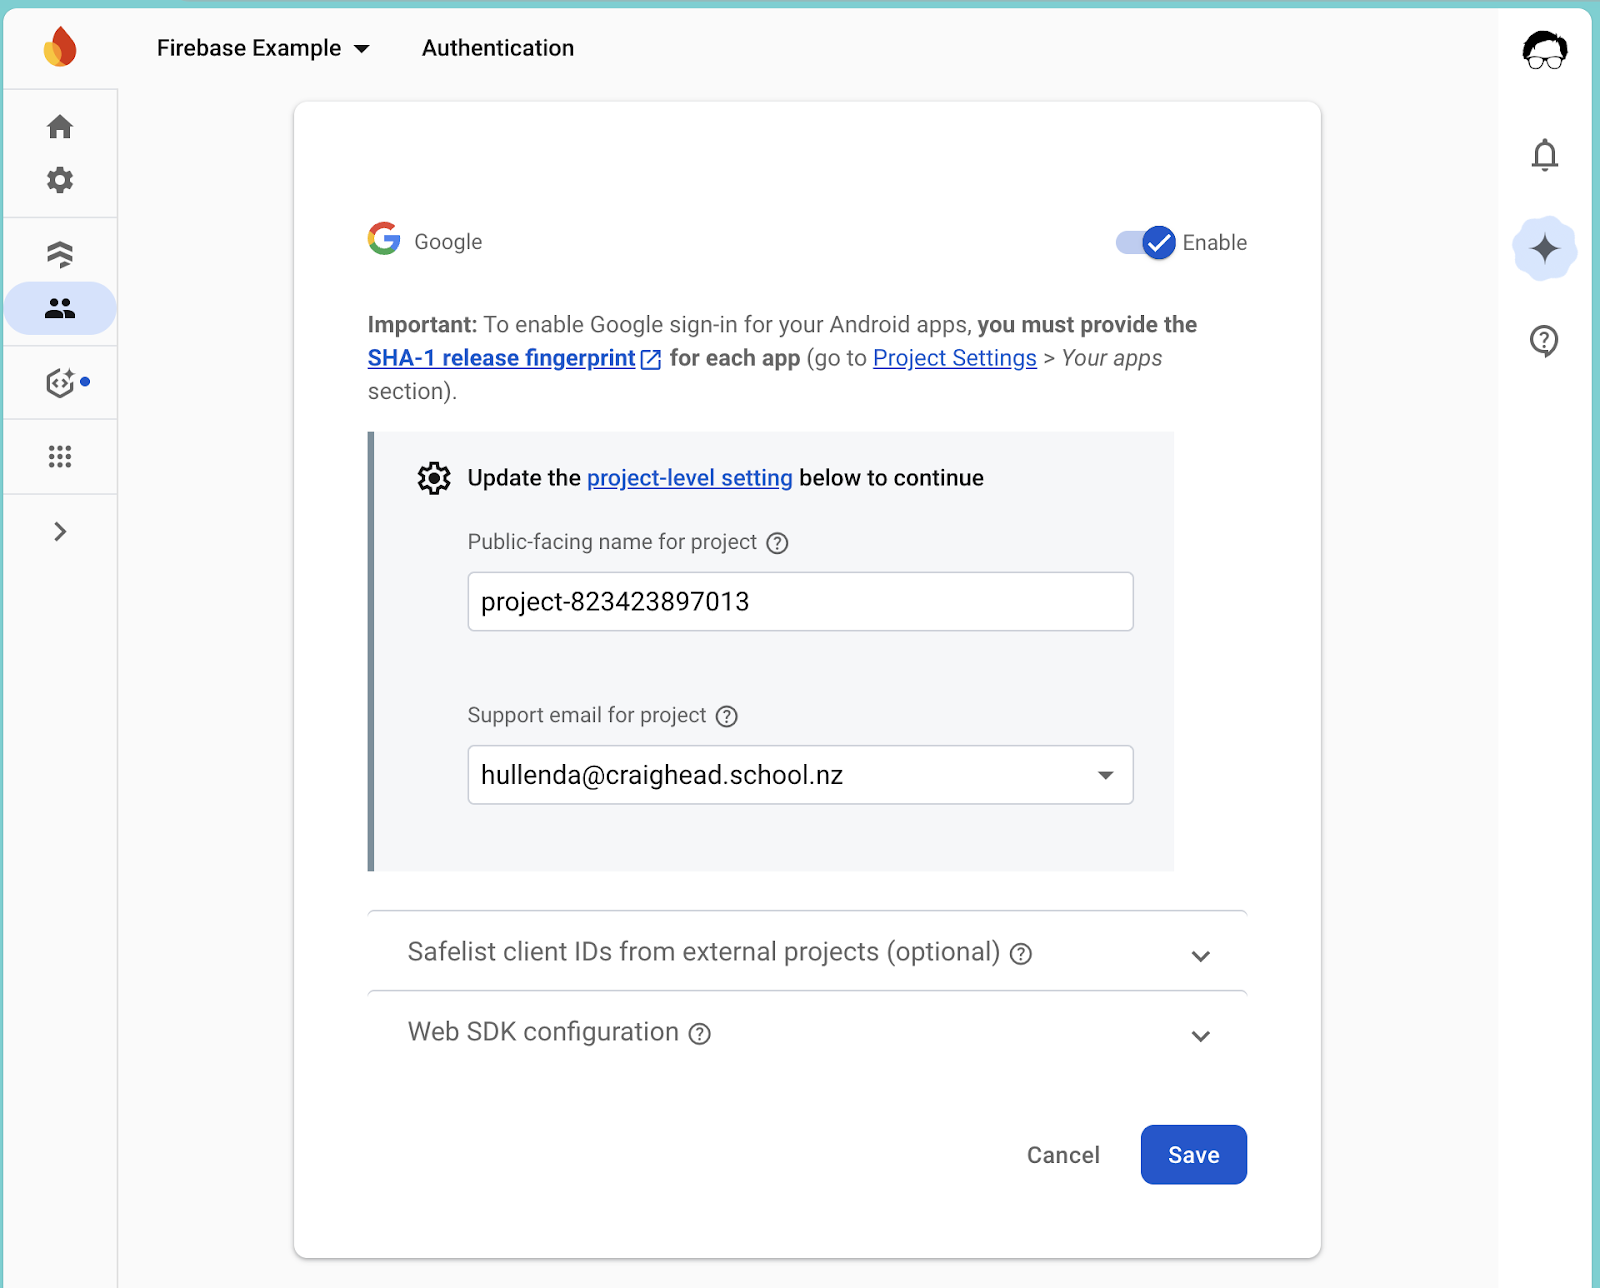 Firebase Example
Authentication
Google
Enable
Important: To enable Google sign-in for your Android apps, you must provide the
SHA-1 release fingerprint for each app (go to Project Settings > Your apps
section).
Update the project-level setting below to continue
Public-facing name for project
project-823423897013
Support email for project
hullenda@craighead.school.nz
Safelist client IDs from external projects (optional)
Web SDK configuration
Cancel
Save